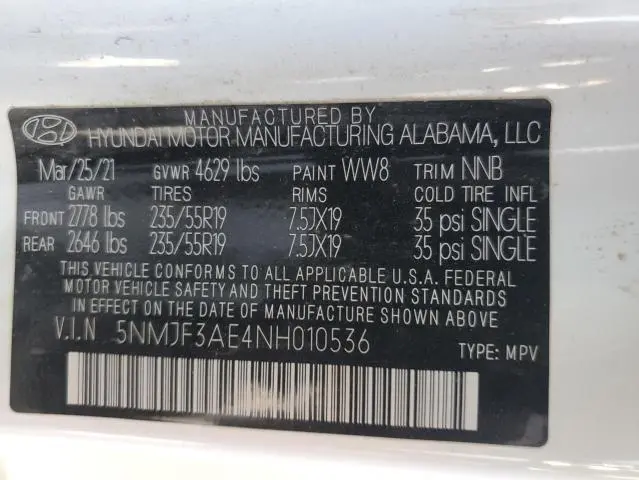 MANUFACTURED BY
HYUNDAI MOTOR MANUFACTURING ALABAMA, LLC
Mar/25/21 GVWR 4629 lbs PAINT WW8 TRIM NNB
GAWR TIRES RIMS COLD TIRE INFL
FRONT 2778 lbs 235/55R19 7.5JX19 35 psi SINGLE
REAR 2646 lbs 235/55R19 7.5JX19 35 psi SINGLE
THIS VEHICLE CONFORMS TO ALL APPLICABLE U.S.A. FEDERAL
MOTOR VEHICLE SAFETY AND THEFT PREVENTION STANDARDS
IN EFFECT ON THE DATE OF MANUFACTURE SHOWN ABOVE
V.I.N 5NMJF3AE4NH010536 TYPE: MPV